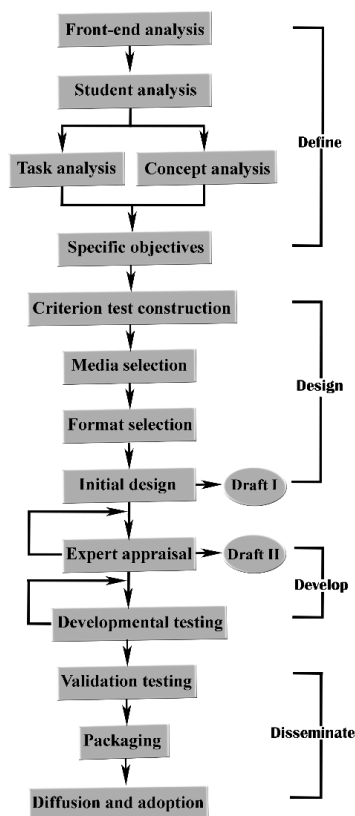 Front-end analysis
Student analysis
Task analysis
Concept analysis
Define
Specific objectives
Criterion test construction
Media selection
Design
Format selection
Initial design
Draft I
Expert appraisal
Draft II
Develop
Developmental testing
Validation testing
Disseminate
Packaging
Diffusion and adoption